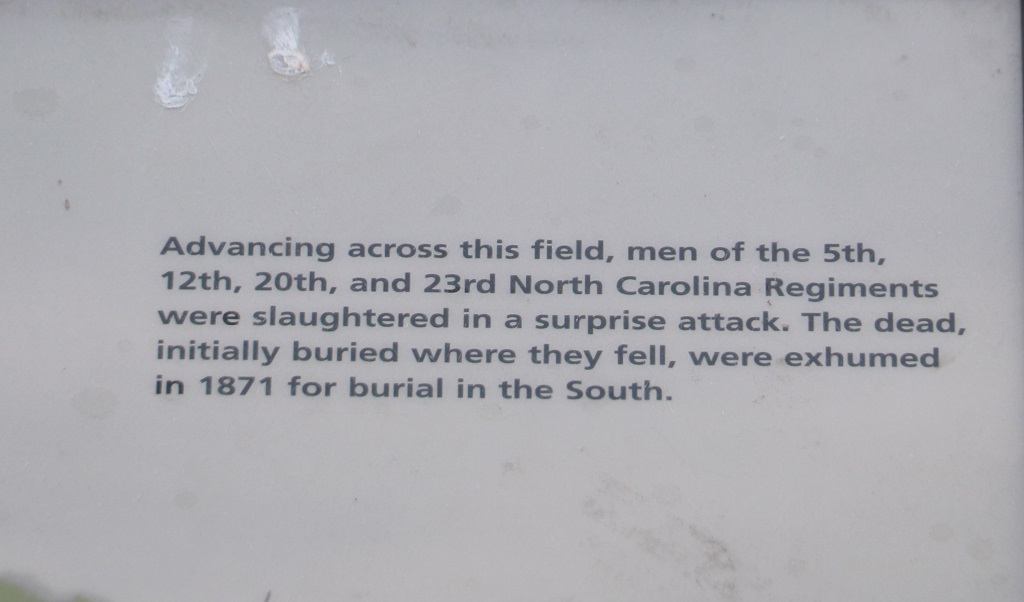 Advancing across this field, men of the 5th,
12th, 20th, and 23rd North Carolina Regiments
were slaughtered in a surprise attack. The dead,
initially buried where they fell, were exhumed
in 1871 for burial in the South.